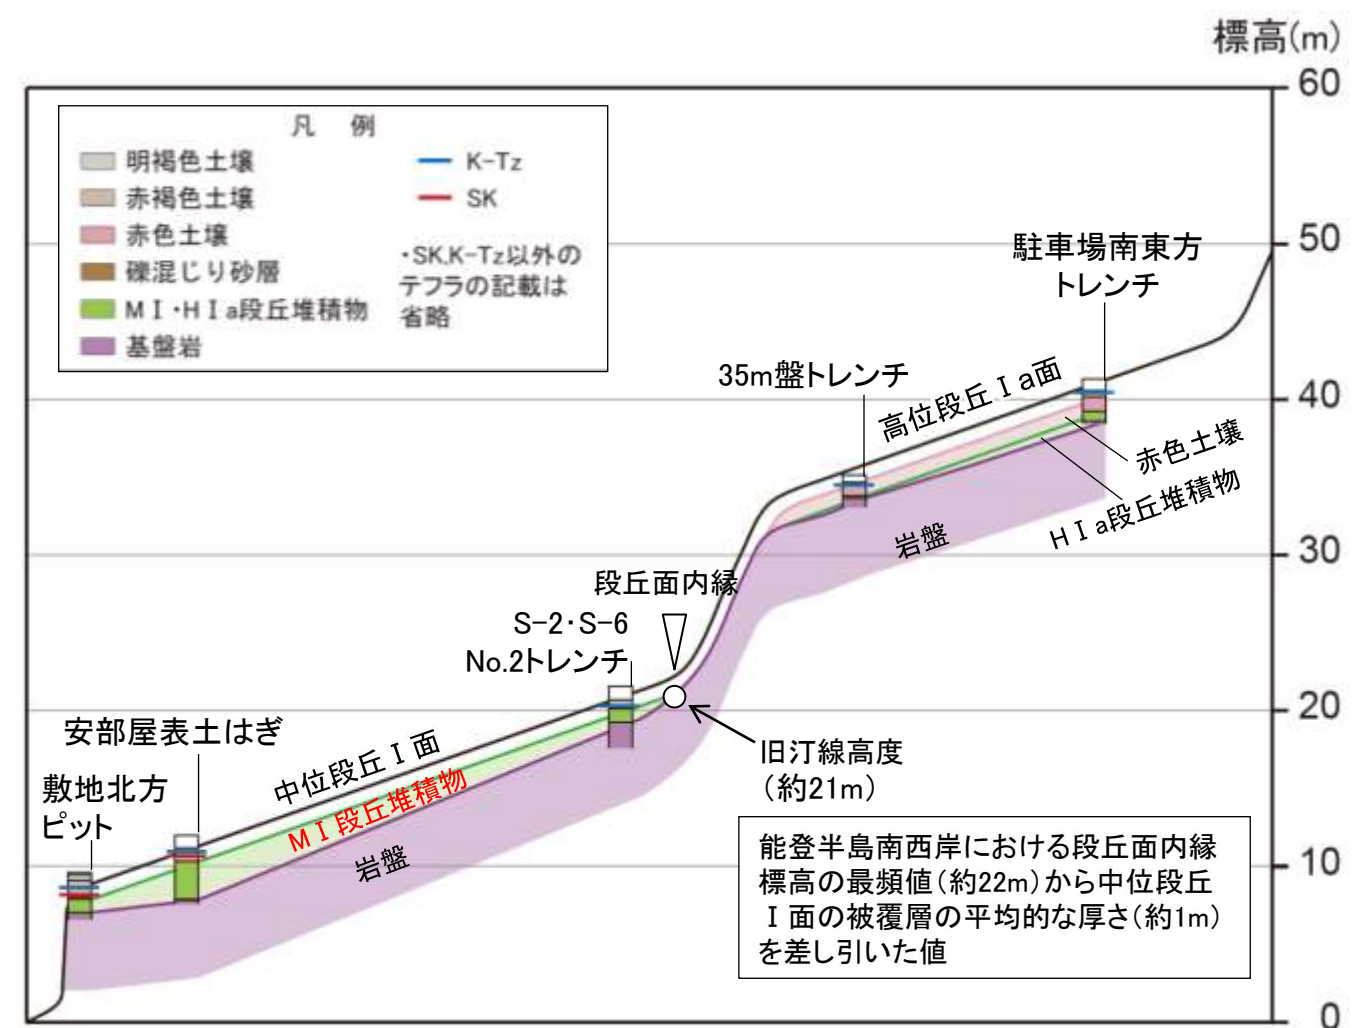 標高(m)
60
凡 例
明褐色土壌
赤褐色土壌
赤色土壌
礫混じり砂層
MⅠ・HⅠa段丘堆積物
基盤岩
K-Tz
SK
・SK,K-Tz以外の
テフラの記載は
省略
50
駐車場南東方
トレンチ
35m盤トレンチ
高位段丘Ⅰa面
40
赤色土壌
HⅠa段丘堆積物
岩盤
30
段丘面内縁
S-2・S-6
No.2トレンチ
20
安部屋表土はぎ
中位段丘Ⅰ面
旧汀線高度
(約21m)
敷地北方
ピット
MⅠ段丘堆積物
岩盤
能登半島南西岸における段丘面内縁
標高の最頻値(約22m)から中位段丘
Ⅰ面の被覆層の平均的な厚さ(約1m)
を差し引いた値
10
0